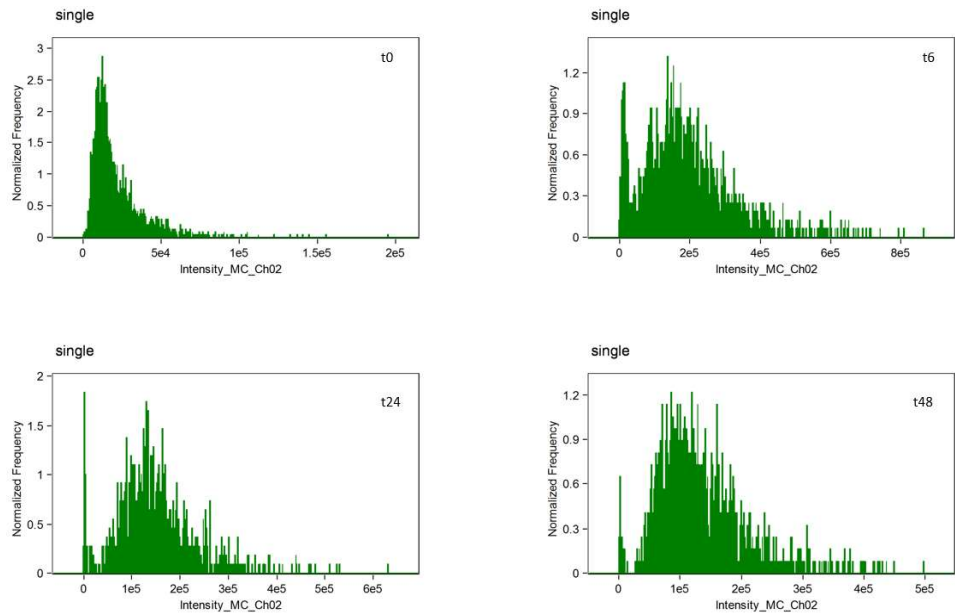 single
t0
Normalized Frequency
3
2.5
2
1.5
1
0.5
0
0 5e4 1e5 1.5e5 2e5
Intensity_MC_Ch02
single
t6
Normalized Frequency
1.2
0.9
0.6
0.3
0
0 2e5 4e5 6e5 8e5
Intensity_MC_Ch02
single
t24
Normalized Frequency
2
1.5
1
0.5
0
0 1e5 2e5 3e5 4e5 5e5 6e5
Intensity_MC_Ch02
single
t48
Normalized Frequency
1.2
0.9
0.6
0.3
0
0 1e5 2e5 3e5 4e5 5e5
Intensity_MC_Ch02